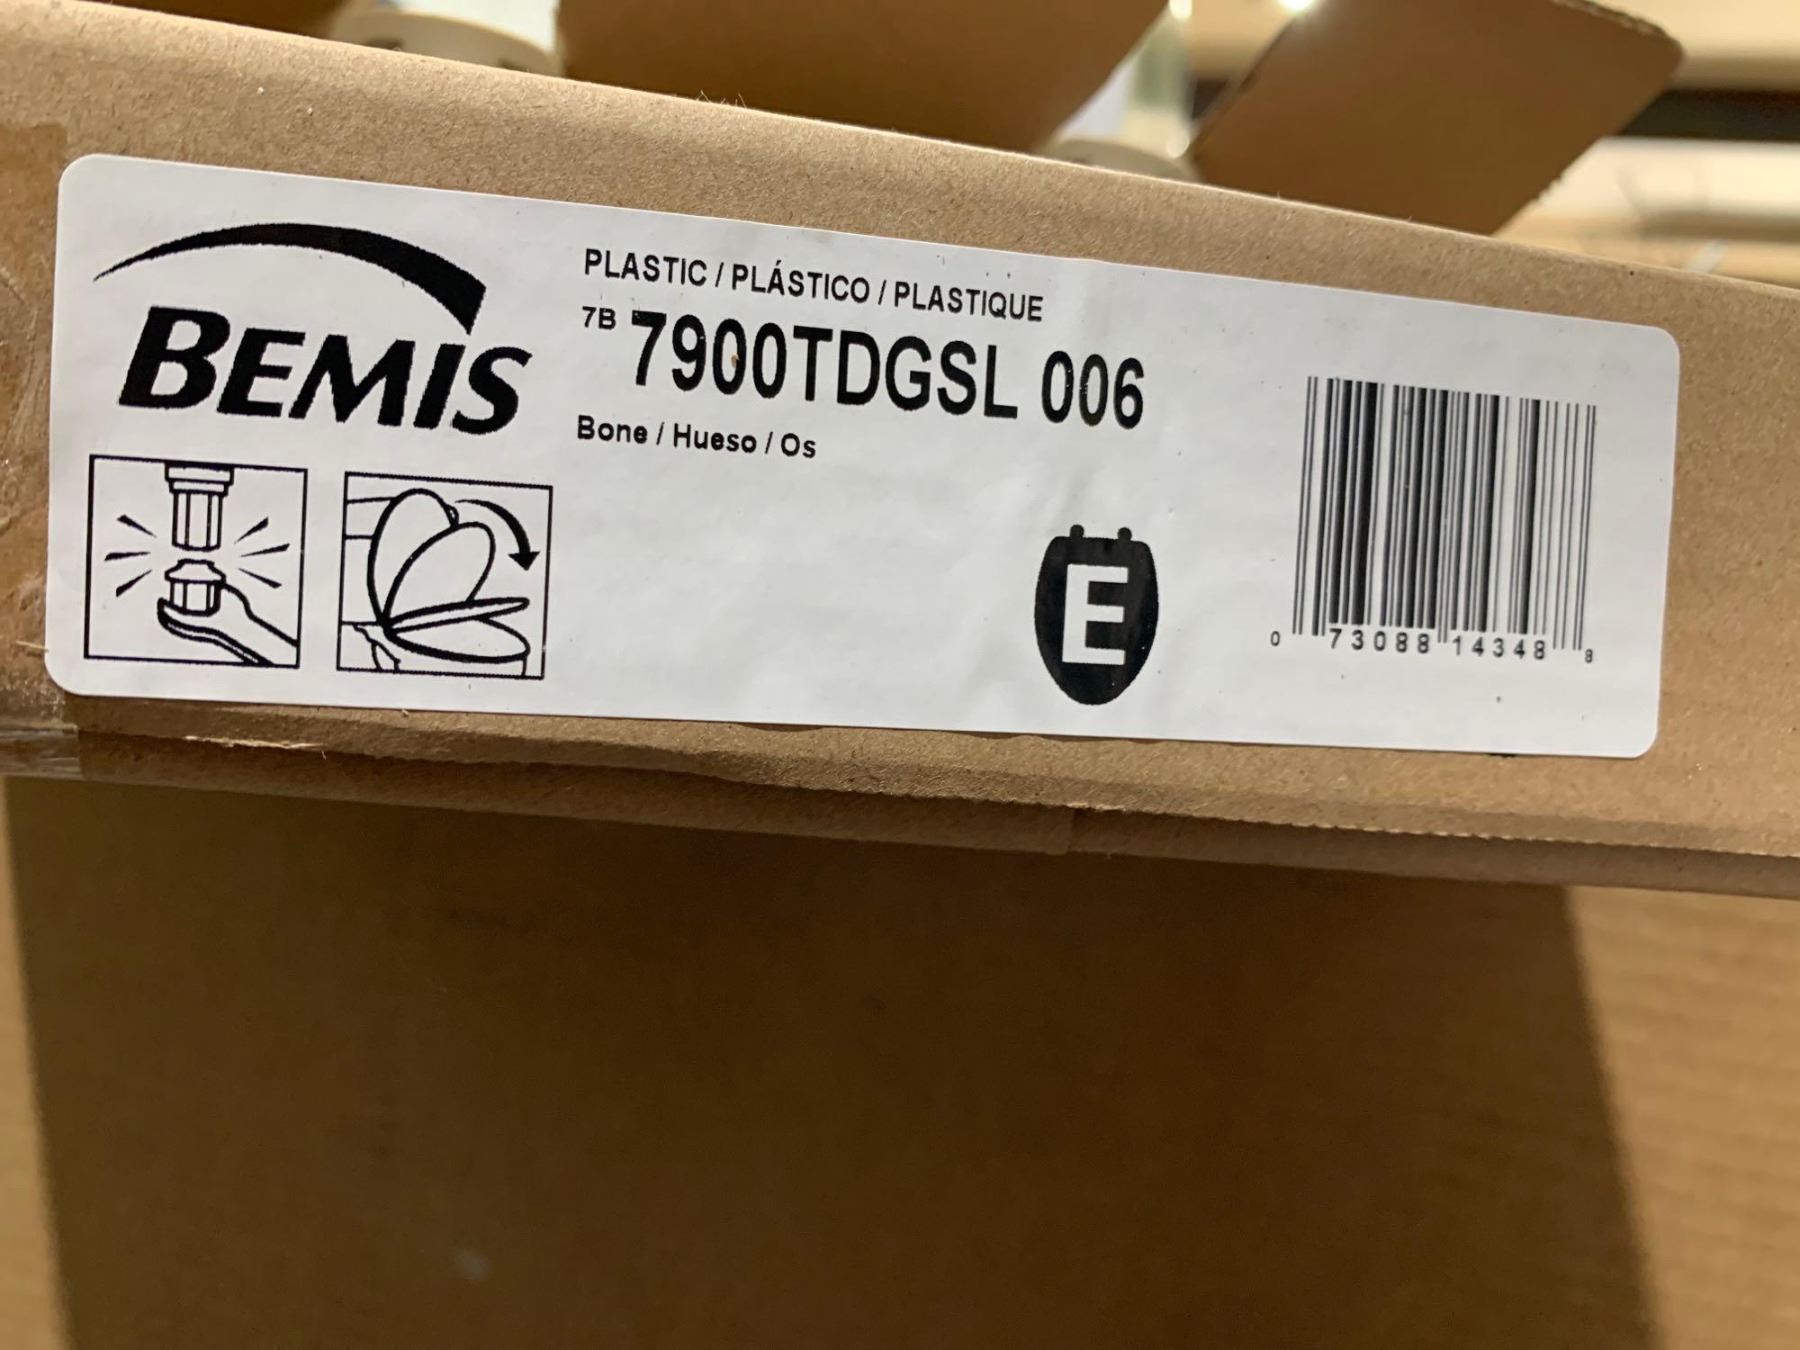 BEMIS
PLASTIC / PLÁSTICO / PLASTIQUE
7B 7900TDGSL 006
Bone / Hueso / Os
E
0 73088 14348 8